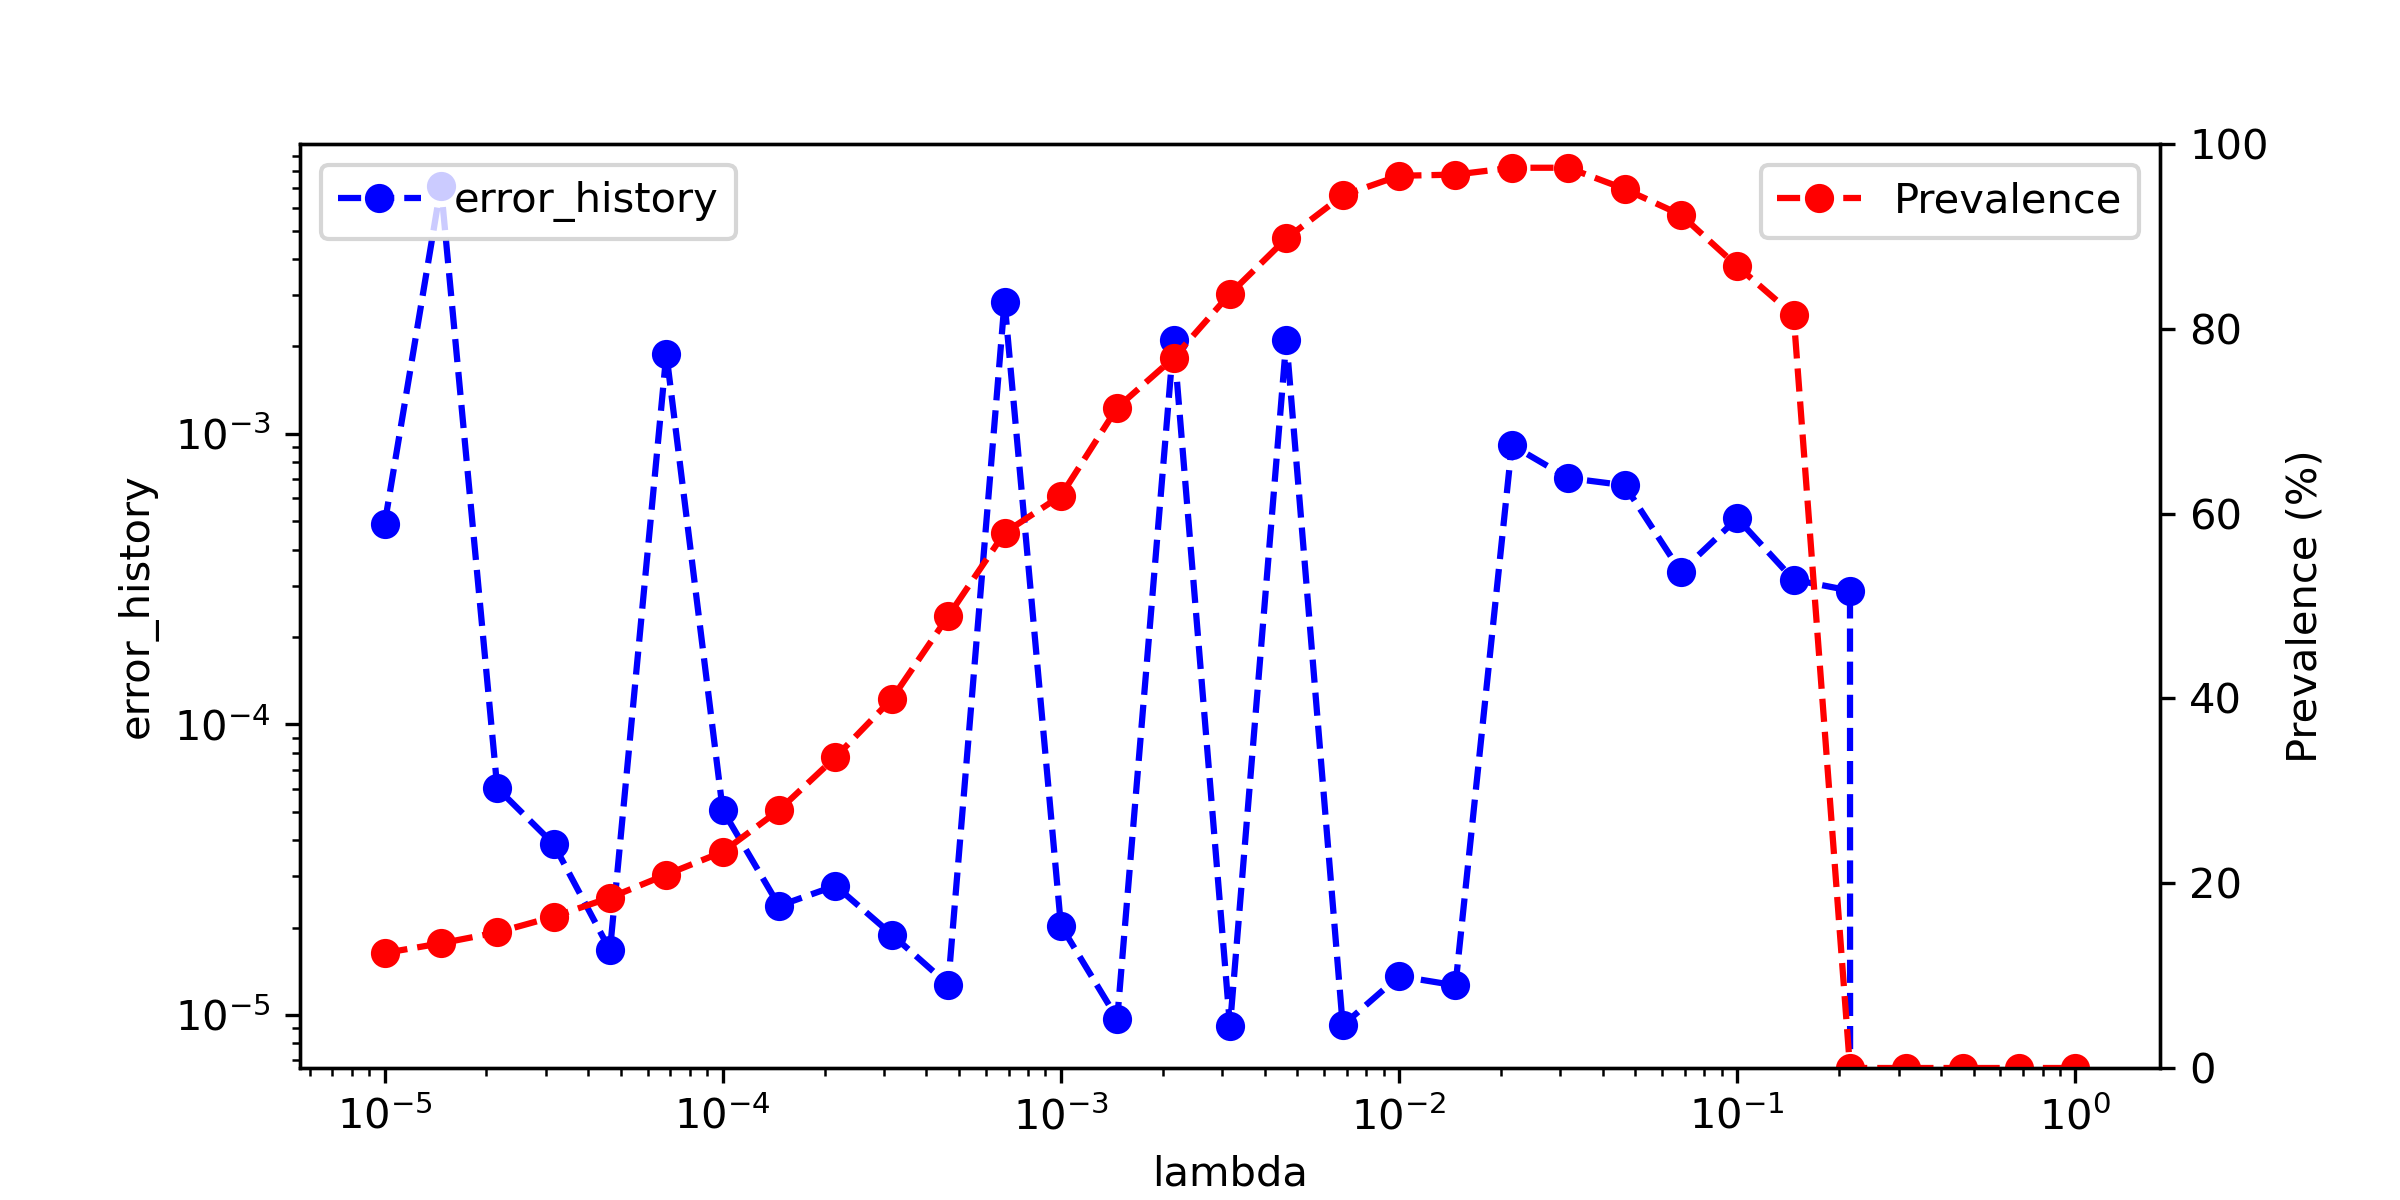 error_history
Prevalence
100
80
60
40
20
0
10⁻³
10⁻⁴
10⁻⁵
error_history
Prevalence (%)
10⁻⁵ 10⁻⁴ 10⁻³ 10⁻² 10⁻¹ 10⁰
lambda